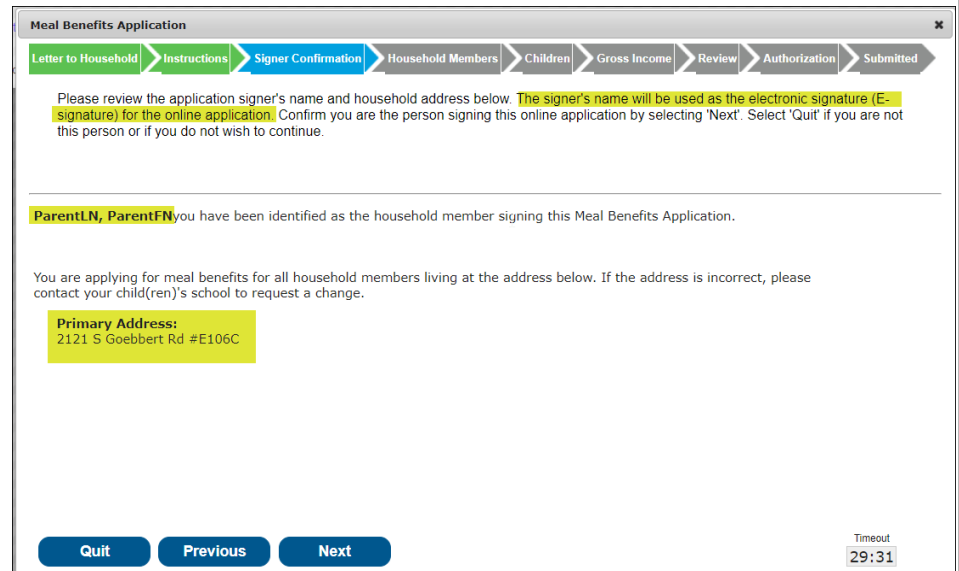 Meal Benefits Application
Letter to Household Instructions Signer Confirmation Household Members Children Gross Income Review Authorization Submitted
Please review the application signer's name and household address below. The signer's name will be used as the electronic signature (E-
signature) for the online application. Confirm you are the person signing this online application by selecting 'Next'. Select 'Quit' if you are not
this person or if you do not wish to continue.
ParentLN, ParentFNyou have been identified as the household member signing this Meal Benefits Application.
You are applying for meal benefits for all household members living at the address below. If the address is incorrect, please
contact your child(ren)'s school to request a change.
Primary Address:
2121 S Goebbert Rd #E106C
Quit Previous Next
Timeout
29:31